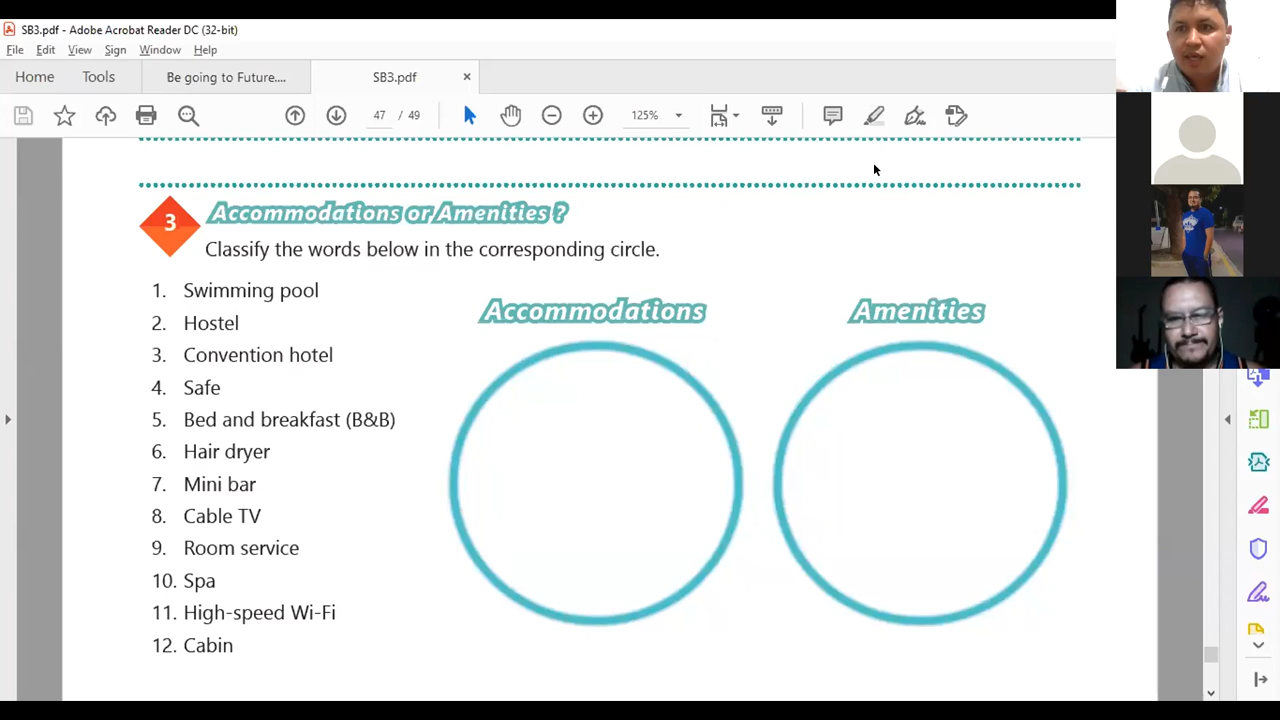 SB3.pdf - Adobe Acrobat Reader DC (32-bit)
File Edit View Sign Window Help
Home Tools Be going to Future.... SB3.pdf ×
47 / 49 125%
3 Accommodations or Amenities ?
Classify the words below in the corresponding circle.
1. Swimming pool
2. Hostel
3. Convention hotel
4. Safe
5. Bed and breakfast (B&B)
6. Hair dryer
7. Mini bar
8. Cable TV
9. Room service
10. Spa
11. High-speed Wi-Fi
12. Cabin
Accommodations
Amenities